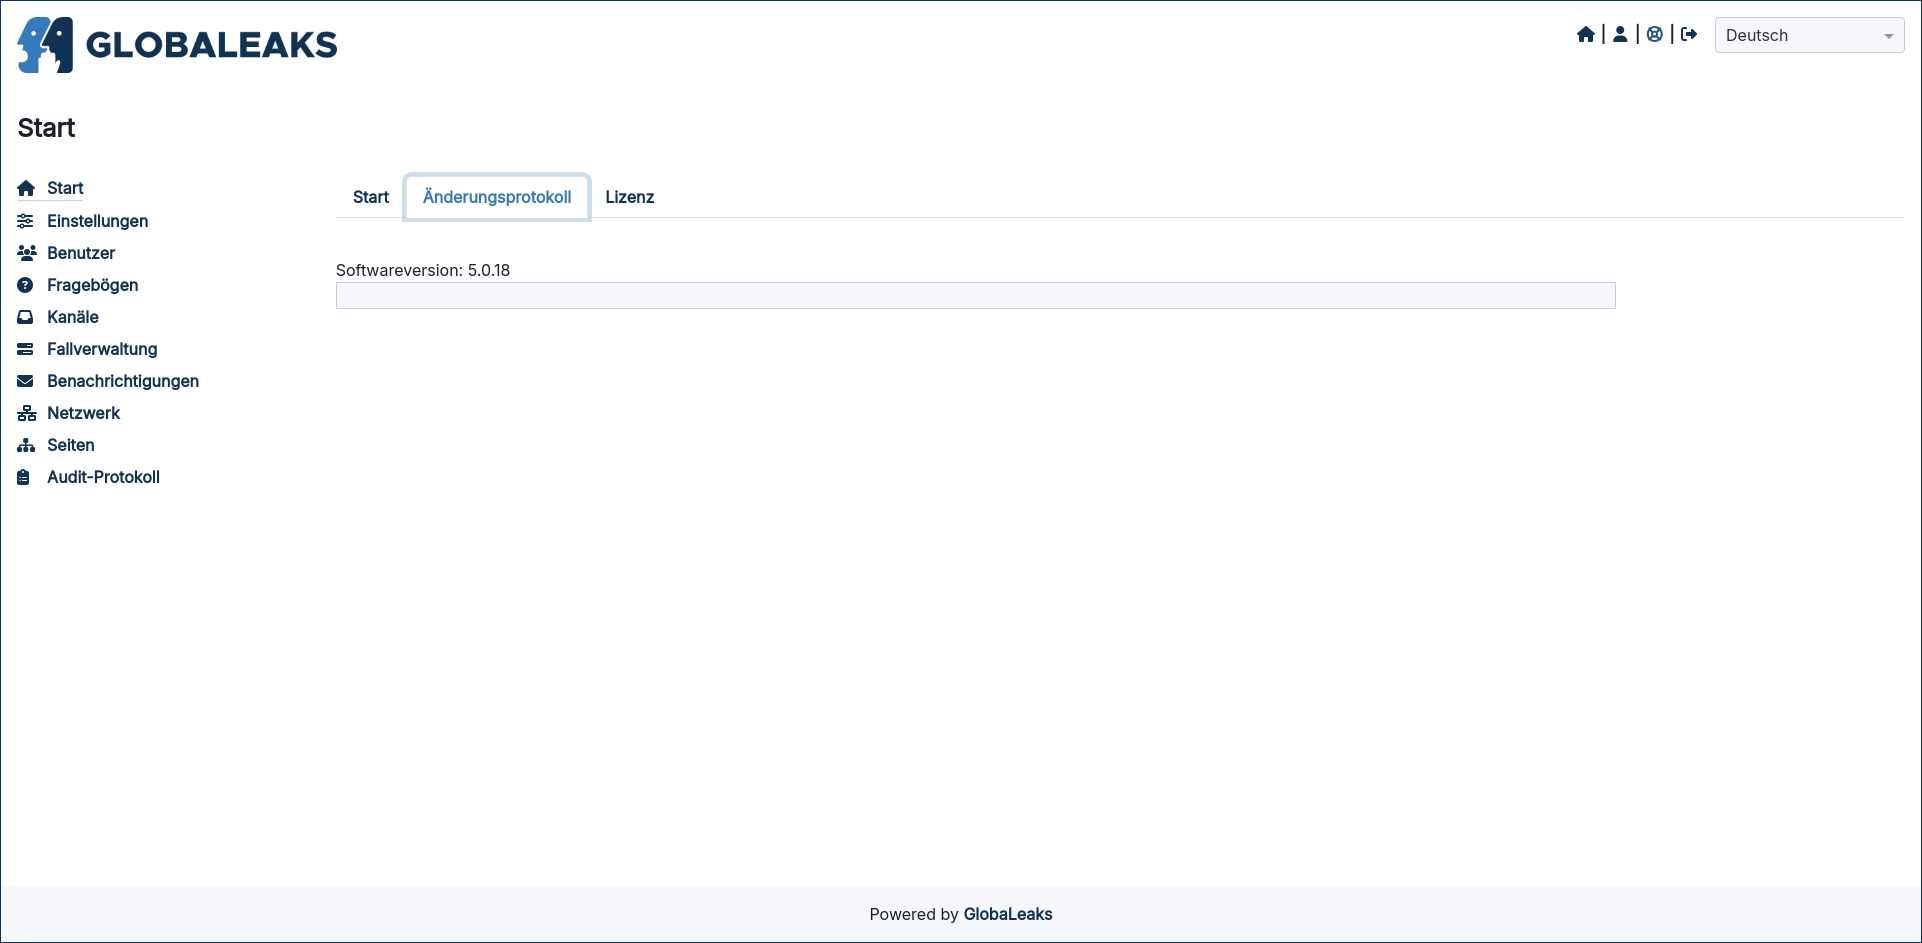 GLOBALEAKS
Deutsch
Start
Start
Einstellungen
Benutzer
Fragebögen
Kanäle
Fallverwaltung
Benachrichtigungen
Netzwerk
Seiten
Audit-Protokoll
Start Änderungsprotokoll Lizenz
Softwareversion: 5.0.18
Powered by GlobaLeaks